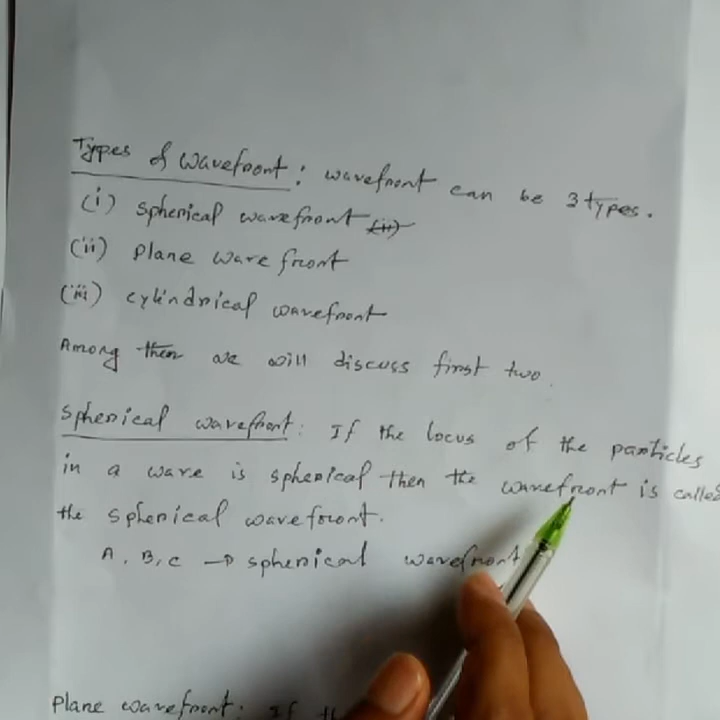 Types of wavefront: wavefront can be 3 types.
(i) spherical wavefront
(ii) plane wavefront
(iii) cylindrical wavefront
Among them we will discuss first two.
Spherical wavefront: If the locus of the particles
in a wave is spherical then the wavefront is called
the spherical wavefront.
A, B, C → spherical wavefront
Plane wavefront: If